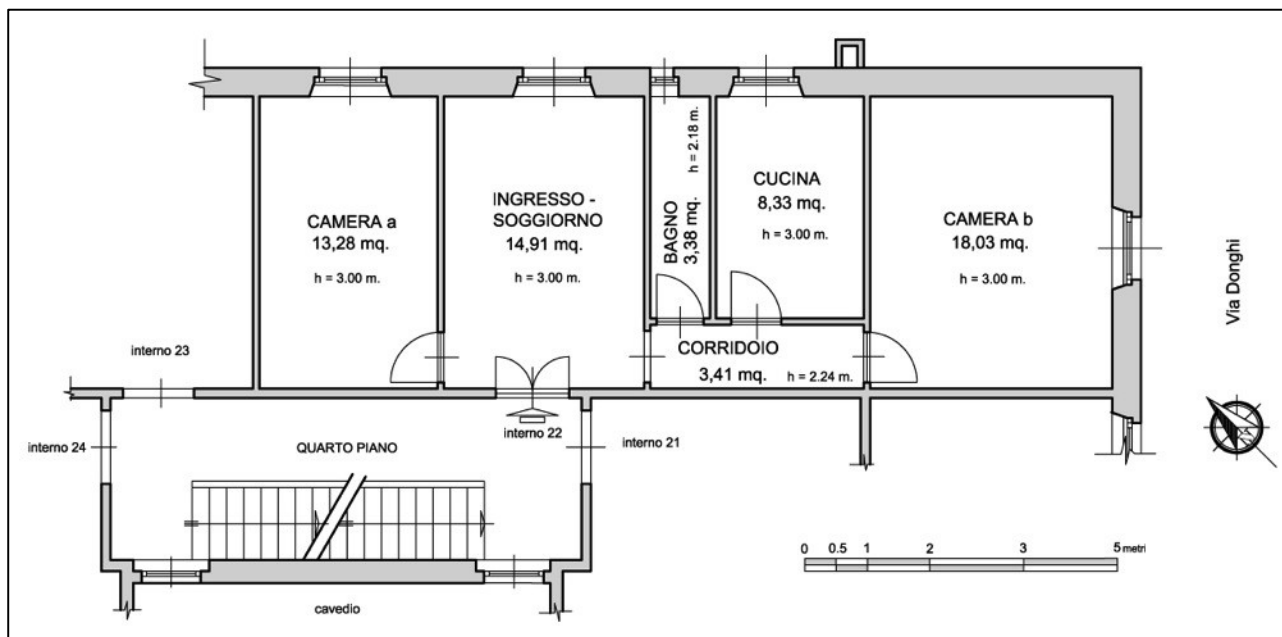 CAMERA a
13,28 mq.
h = 3.00 m.
INGRESSO -
SOGGIORNO
14,91 mq.
h = 3.00 m.
BAGNO
3,38 mq.
h = 2.18 m.
CUCINA
8,33 mq.
h = 3.00 m.
CAMERA b
18,03 mq.
h = 3.00 m.
Via Donghi
CORRIDOIO
3,41 mq.
h = 2.24 m.
interno 23
interno 24
QUARTO PIANO
interno 22
interno 21
0 0.5 1 2 3 5 metri
cavedio